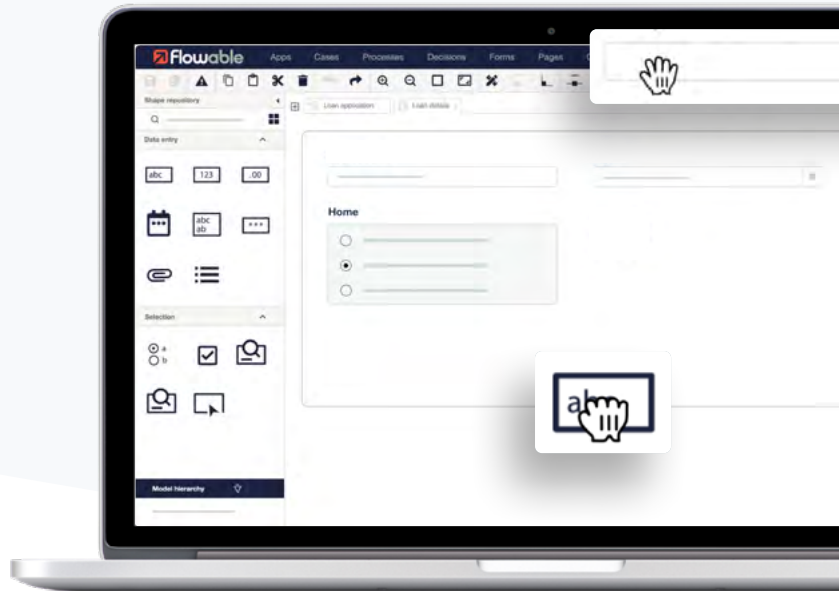 Flowable
Apps
Cases
Processes
Decisions
Forms
Pages
Shape repository
Loan application
Loan details
Data entry
abc
123
.00
abc
ab
Home
Selection
a
b
Model hierarchy